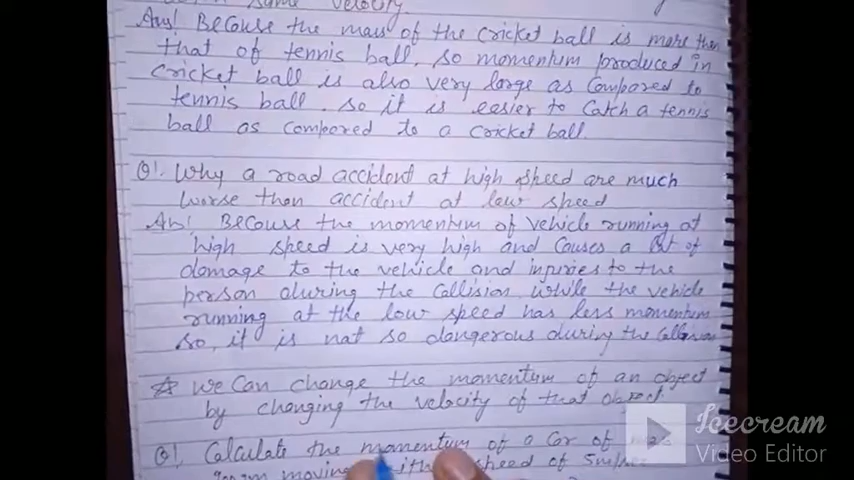 same velocity.
Ans! Because the mass of the cricket ball is more then
that of tennis ball. so momentum produced in
cricket ball is also very large as compared to
tennis ball. so it is easier to catch a tennis
ball as compared to a cricket ball.
Q! Why a road accident at high speed are much
worse than accident at low speed
Ans! Because the momentum of vehicle running at
high speed is very high and causes a lot of
damage to the vehicle and injuries to the
person during the collision while the vehicle
running at the low speed has less momentum
so, it is not so dangerous during the collision
☆ we can change the momentum of an object
by changing the velocity of that object.
Q! Calculate the momentum of a car of
moving speed of
Icecream
Video Editor